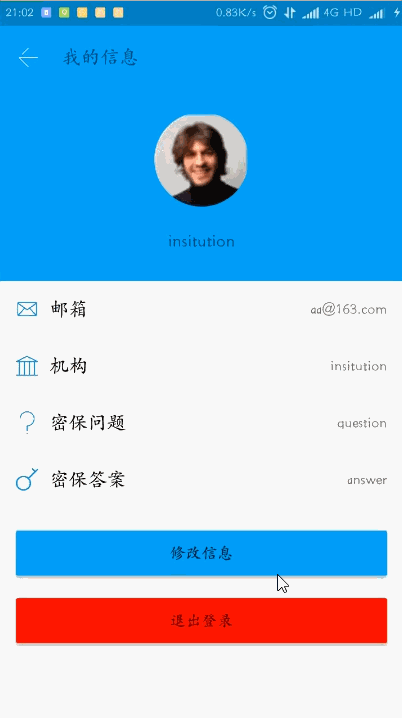 21:02 0.83K/s 4G HD
我的信息
insitution
邮箱 aa@163.com
机构 insitution
密保问题 question
密保答案 answer
修改信息
退出登录